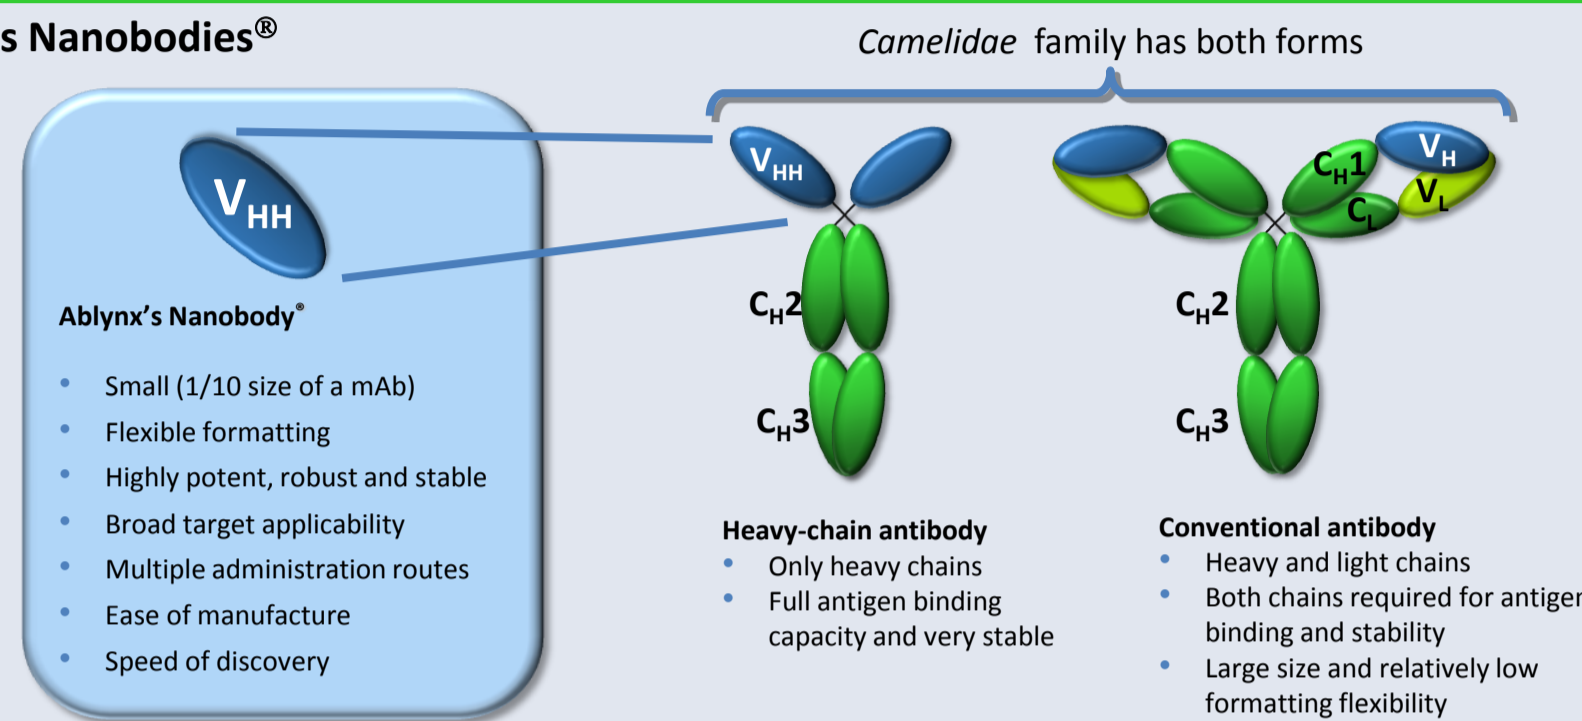 s Nanobodies®
Camelidae family has both forms
VHH
VHH
CH1
VH
VL
CL
CH2
CH2
CH3
CH3
Ablynx’s Nanobody®
• Small (1/10 size of a mAb)
• Flexible formatting
• Highly potent, robust and stable
• Broad target applicability
• Multiple administration routes
• Ease of manufacture
• Speed of discovery
Heavy-chain antibody
• Only heavy chains
• Full antigen binding
capacity and very stable
Conventional antibody
• Heavy and light chains
• Both chains required for antigen
binding and stability
• Large size and relatively low
formatting flexibility